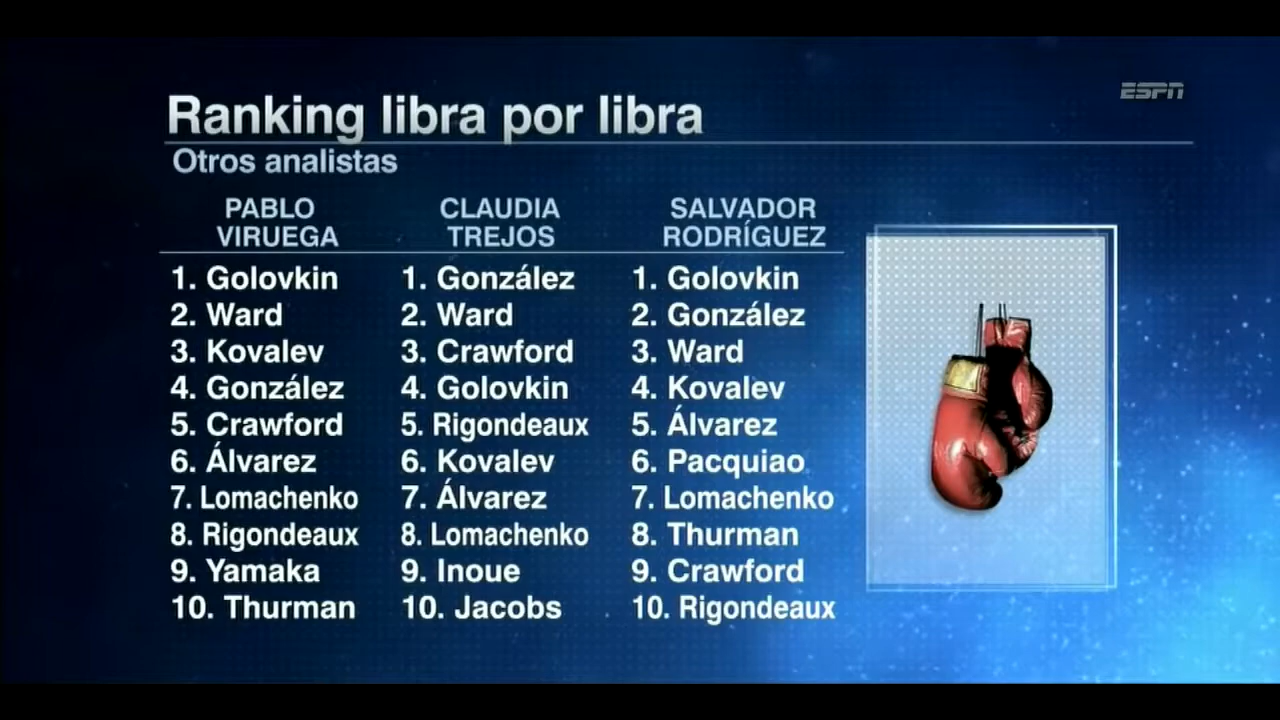 ESPN
Ranking libra por libra
Otros analistas
PABLO
VIRUEGA
1. Golovkin
2. Ward
3. Kovalev
4. González
5. Crawford
6. Álvarez
7. Lomachenko
8. Rigondeaux
9. Yamaka
10. Thurman
CLAUDIA
TREJOS
1. González
2. Ward
3. Crawford
4. Golovkin
5. Rigondeaux
6. Kovalev
7. Álvarez
8. Lomachenko
9. Inoue
10. Jacobs
SALVADOR
RODRÍGUEZ
1. Golovkin
2. González
3. Ward
4. Kovalev
5. Álvarez
6. Pacquiao
7. Lomachenko
8. Thurman
9. Crawford
10. Rigondeaux